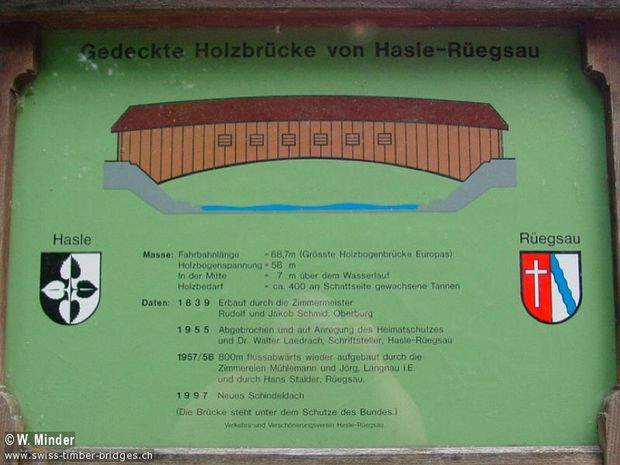 Gedeckte Holzbrücke von Hasle-Rüegsau
Hasle
Rüegsau
Masse: Fahrbahnlänge = 68,7m (Grösste Holzbogenbrücke Europas)
Holzbogenspannung = 58 m
In der Mitte = 7 m über dem Wasserlauf
Holzbedarf = ca. 400 an Schattseite gewachsene Tannen
Daten: 1839 Erbaut durch die Zimmermeister
Rudolf und Jakob Schmid, Oberburg
1955 Abgebrochen und auf Anregung des Heimatschutzes
und Dr. Walter Laedrach, Schriftsteller, Hasle-Rüegsau
1957/58 800m flussabwärts wieder aufgebaut durch die
Zimmereien Mühlemann und Jörg, Langnau i.E.
und durch Hans Stalder, Rüegsau.
1997 Neues Schindeldach
(Die Brücke steht unter dem Schutze des Bundes.)
Verkehrs-und Verschönerungsverein Hasle-Rüegsau
© W. Minder
www.swiss-timber-bridges.ch